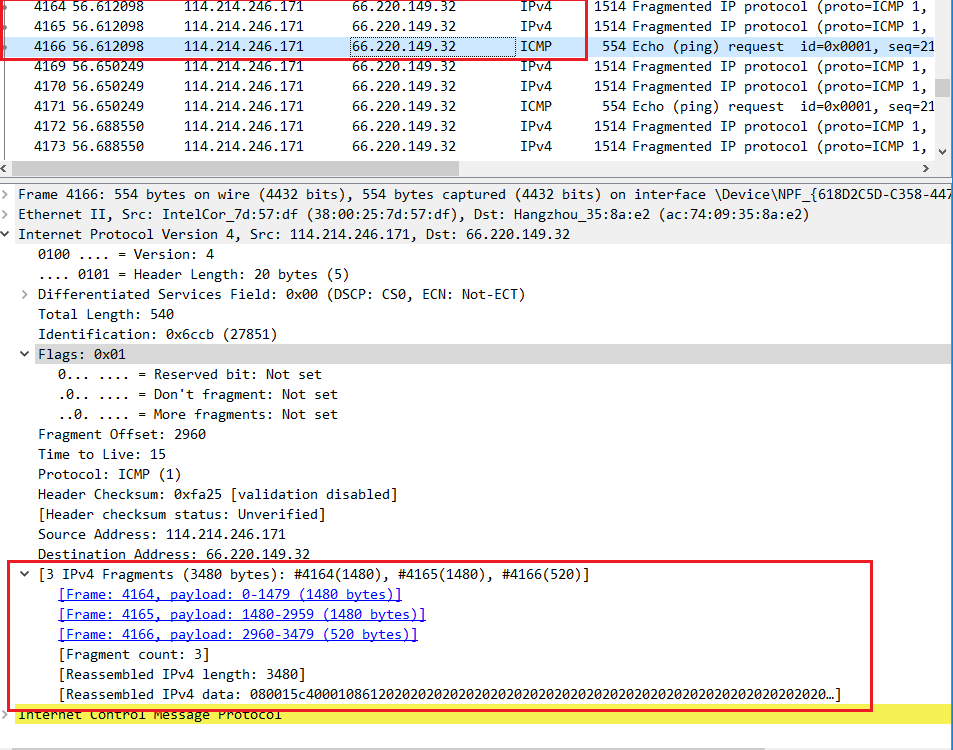 4164 56.612098 114.214.246.171 66.220.149.32 IPv4 1514 Fragmented IP protocol (proto=ICMP 1,
4165 56.612098 114.214.246.171 66.220.149.32 IPv4 1514 Fragmented IP protocol (proto=ICMP 1,
4166 56.612098 114.214.246.171 66.220.149.32 ICMP 554 Echo (ping) request id=0x0001, seq=21
4169 56.650249 114.214.246.171 66.220.149.32 IPv4 1514 Fragmented IP protocol (proto=ICMP 1,
4170 56.650249 114.214.246.171 66.220.149.32 IPv4 1514 Fragmented IP protocol (proto=ICMP 1,
4171 56.650249 114.214.246.171 66.220.149.32 ICMP 554 Echo (ping) request id=0x0001, seq=21
4172 56.688550 114.214.246.171 66.220.149.32 IPv4 1514 Fragmented IP protocol (proto=ICMP 1,
4173 56.688550 114.214.246.171 66.220.149.32 IPv4 1514 Fragmented IP protocol (proto=ICMP 1,
Frame 4166: 554 bytes on wire (4432 bits), 554 bytes captured (4432 bits) on interface \Device\NPF_{618D2C5D-C358-447
Ethernet II, Src: IntelCor_7d:57:df (38:00:25:7d:57:df), Dst: Hangzhou_35:8a:e2 (ac:74:09:35:8a:e2)
Internet Protocol Version 4, Src: 114.214.246.171, Dst: 66.220.149.32
0100 .... = Version: 4
.... 0101 = Header Length: 20 bytes (5)
Differentiated Services Field: 0x00 (DSCP: CS0, ECN: Not-ECT)
Total Length: 540
Identification: 0x6ccb (27851)
Flags: 0x01
0... .... = Reserved bit: Not set
.0.. .... = Don't fragment: Not set
..0. .... = More fragments: Not set
Fragment Offset: 2960
Time to Live: 15
Protocol: ICMP (1)
Header Checksum: 0xfa25 [validation disabled]
[Header checksum status: Unverified]
Source Address: 114.214.246.171
Destination Address: 66.220.149.32
[3 IPv4 Fragments (3480 bytes): #4164(1480), #4165(1480), #4166(520)]
[Frame: 4164, payload: 0-1479 (1480 bytes)]
[Frame: 4165, payload: 1480-2959 (1480 bytes)]
[Frame: 4166, payload: 2960-3479 (520 bytes)]
[Fragment count: 3]
[Reassembled IPv4 length: 3480]
[Reassembled IPv4 data: 080015c4000108612020202020202020202020202020202020202020202020202020202020…]
Internet Control Message Protocol